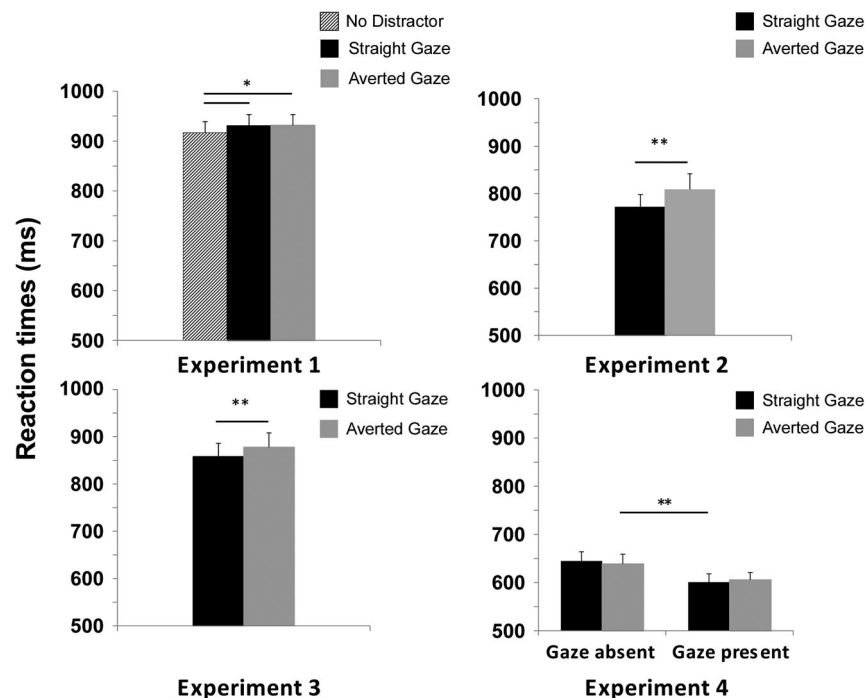 No Distractor
Straight Gaze
Averted Gaze
Reaction times (ms)
*
1000
900
800
700
600
500
Experiment 1
Straight Gaze
Averted Gaze
**
1000
900
800
700
600
500
Experiment 2
Straight Gaze
Averted Gaze
**
1000
900
800
700
600
500
Experiment 3
Straight Gaze
Averted Gaze
**
1000
900
800
700
600
500
Gaze absent Gaze present
Experiment 4